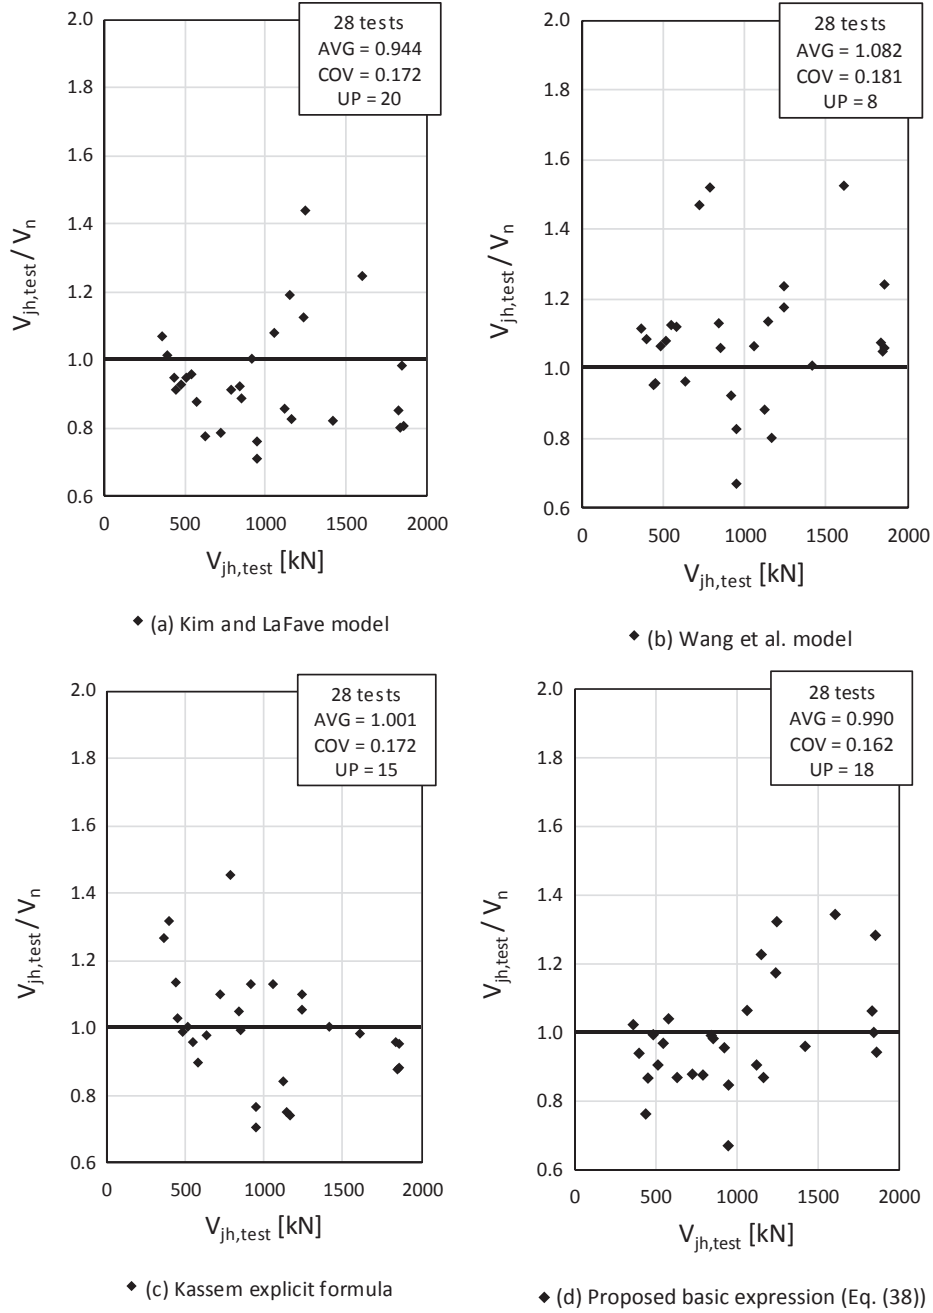 28 tests
AVG = 0.944
COV = 0.172
UP = 20
2.0
1.8
1.6
1.4
1.2
1.0
0.8
0.6
0
500
1000
1500
2000
V_jh,test / V_n
V_jh,test [kN]
(a) Kim and LaFave model
28 tests
AVG = 1.082
COV = 0.181
UP = 8
2.0
1.8
1.6
1.4
1.2
1.0
0.8
0.6
0
500
1000
1500
2000
V_jh,test / V_n
V_jh,test [kN]
(b) Wang et al. model
28 tests
AVG = 1.001
COV = 0.172
UP = 15
2.0
1.8
1.6
1.4
1.2
1.0
0.8
0.6
0
500
1000
1500
2000
V_jh,test / V_n
V_jh,test [kN]
(c) Kassem explicit formula
28 tests
AVG = 0.990
COV = 0.162
UP = 18
2.0
1.8
1.6
1.4
1.2
1.0
0.8
0.6
0
500
1000
1500
2000
V_jh,test / V_n
V_jh,test [kN]
(d) Proposed basic expression (Eq. (38))